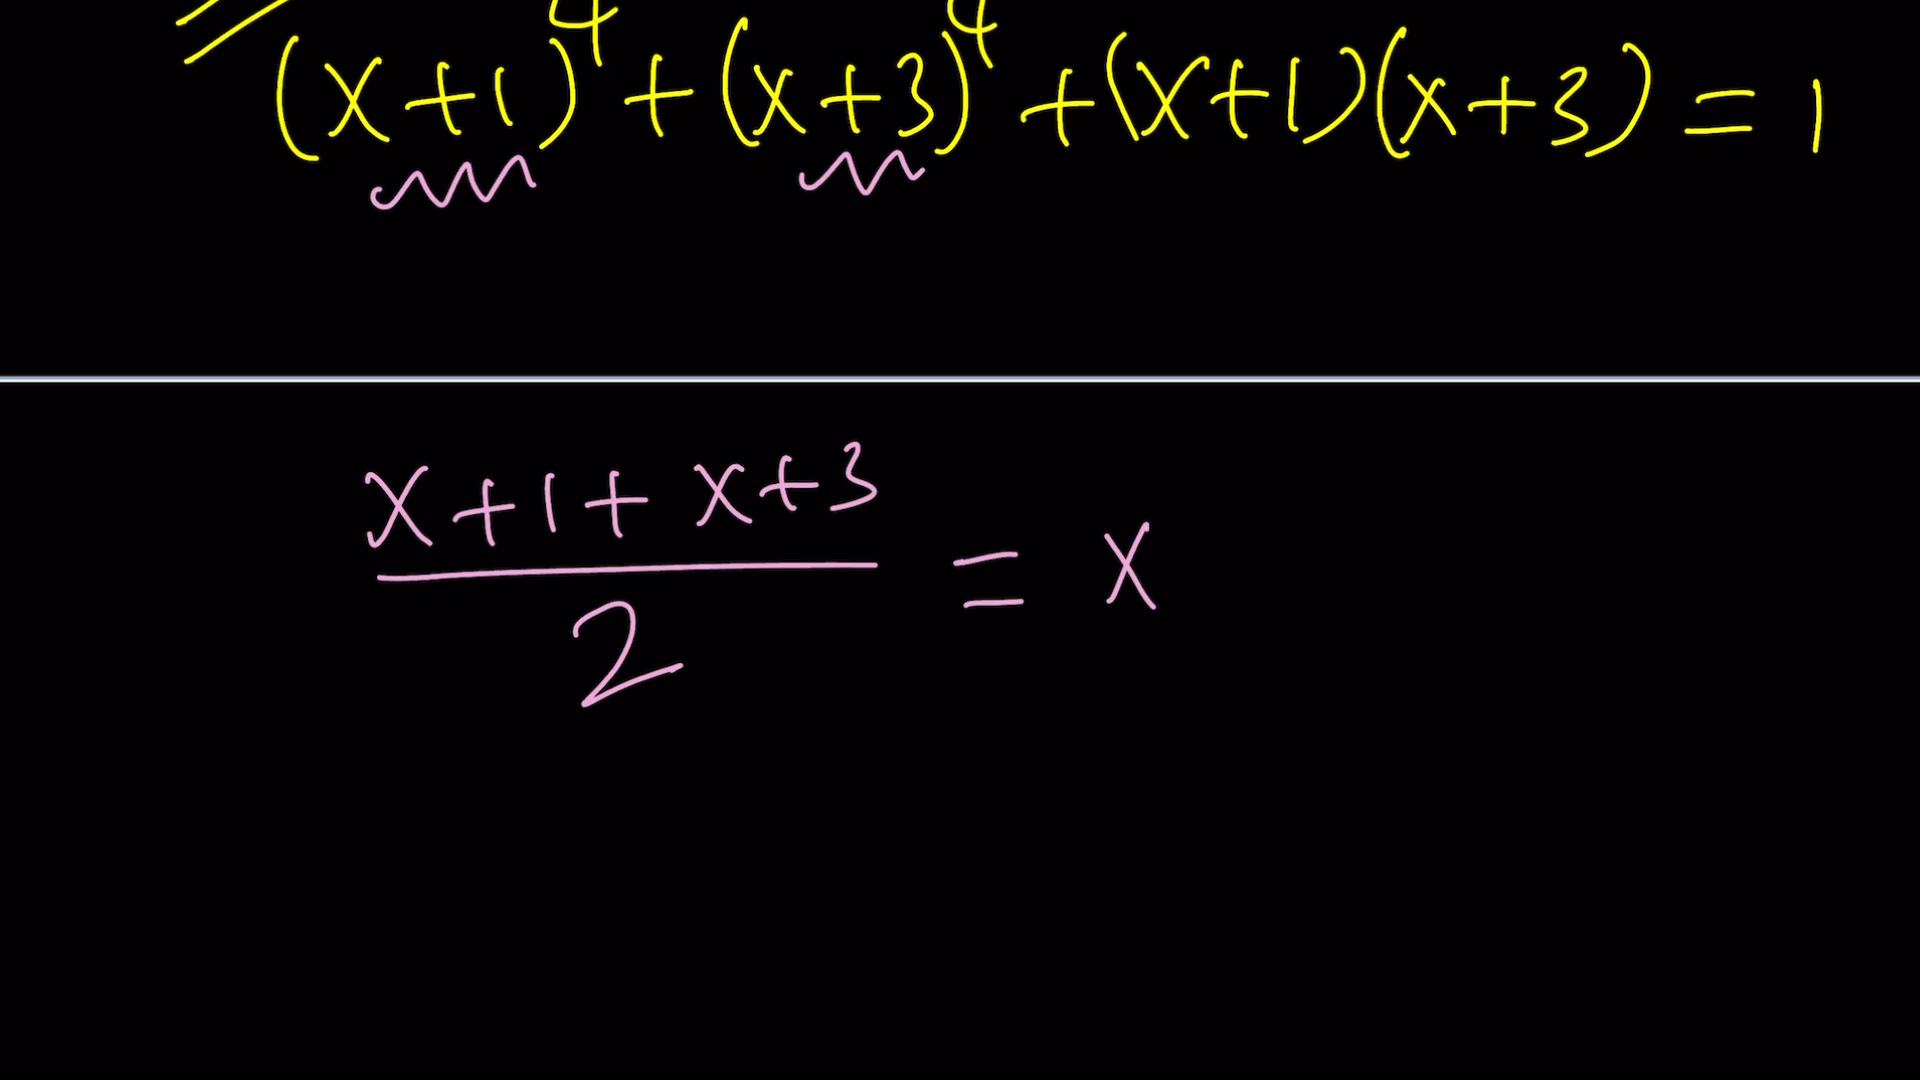 (x+1)⁴+(x+3)⁴+(x+1)(x+3)=1
x+1+x+3
= x
2